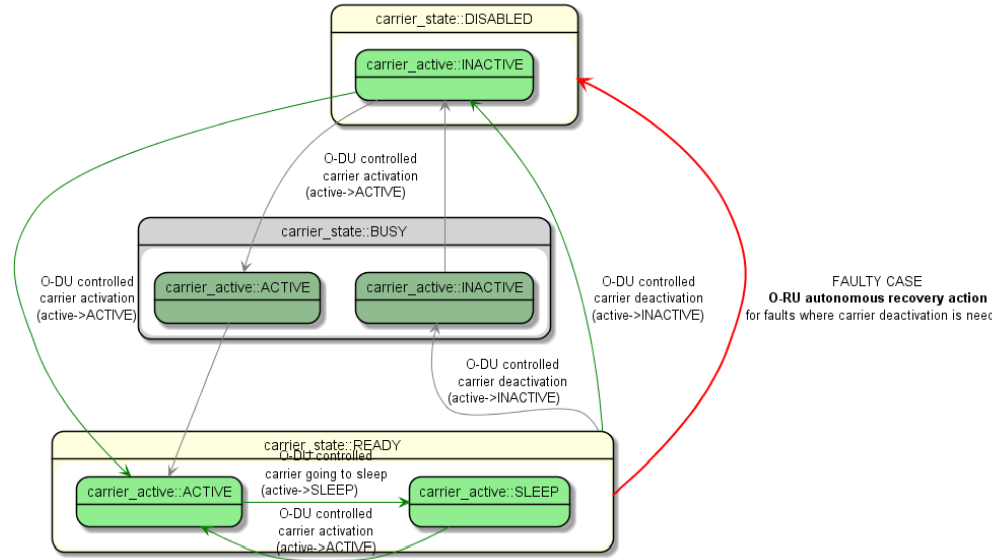 carrier_state::DISABLED
carrier_active::INACTIVE
O-DU controlled
carrier activation
(active->ACTIVE)
carrier_state::BUSY
carrier_active::ACTIVE
carrier_active::INACTIVE
O-DU controlled
carrier activation
(active->ACTIVE)
O-DU controlled
carrier deactivation
(active->INACTIVE)
FAULTY CASE
O-RU autonomous recovery action
for faults where carrier deactivation is need
O-DU controlled
carrier deactivation
(active->INACTIVE)
carrier_state::READY
O-DU controlled
carrier going to sleep
(active->SLEEP)
carrier_active::ACTIVE
carrier_active::SLEEP
O-DU controlled
carrier activation
(active->ACTIVE)